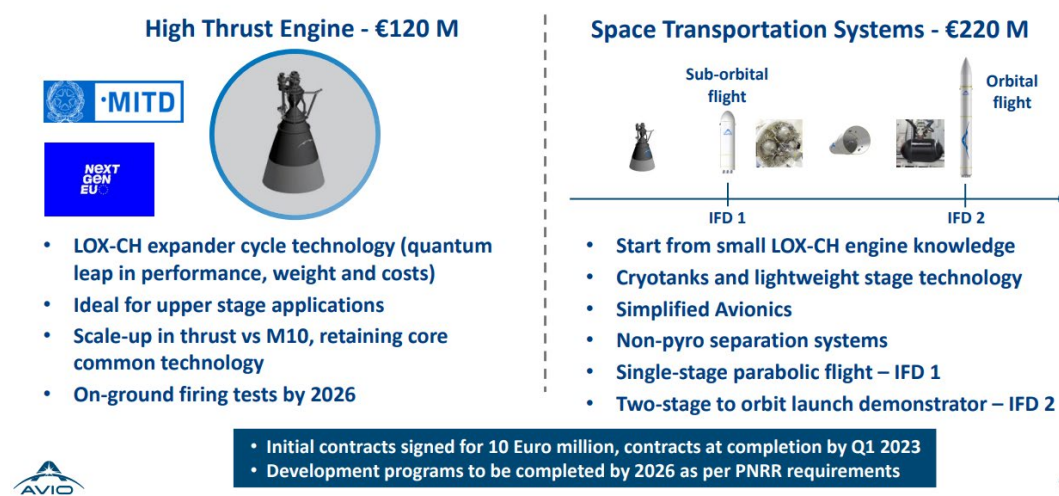 High Thrust Engine - €120 M
·MITD
NEXT
GEN
EU
• LOX-CH expander cycle technology (quantum
leap in performance, weight and costs)
• Ideal for upper stage applications
• Scale-up in thrust vs M10, retaining core
common technology
• On-ground firing tests by 2026
Space Transportation Systems - €220 M
Sub-orbital
flight
Orbital
flight
IFD 1
IFD 2
• Start from small LOX-CH engine knowledge
• Cryotanks and lightweight stage technology
• Simplified Avionics
• Non-pyro separation systems
• Single-stage parabolic flight – IFD 1
• Two-stage to orbit launch demonstrator – IFD 2
• Initial contracts signed for 10 Euro million, contracts at completion by Q1 2023
• Development programs to be completed by 2026 as per PNRR requirements
AVIO